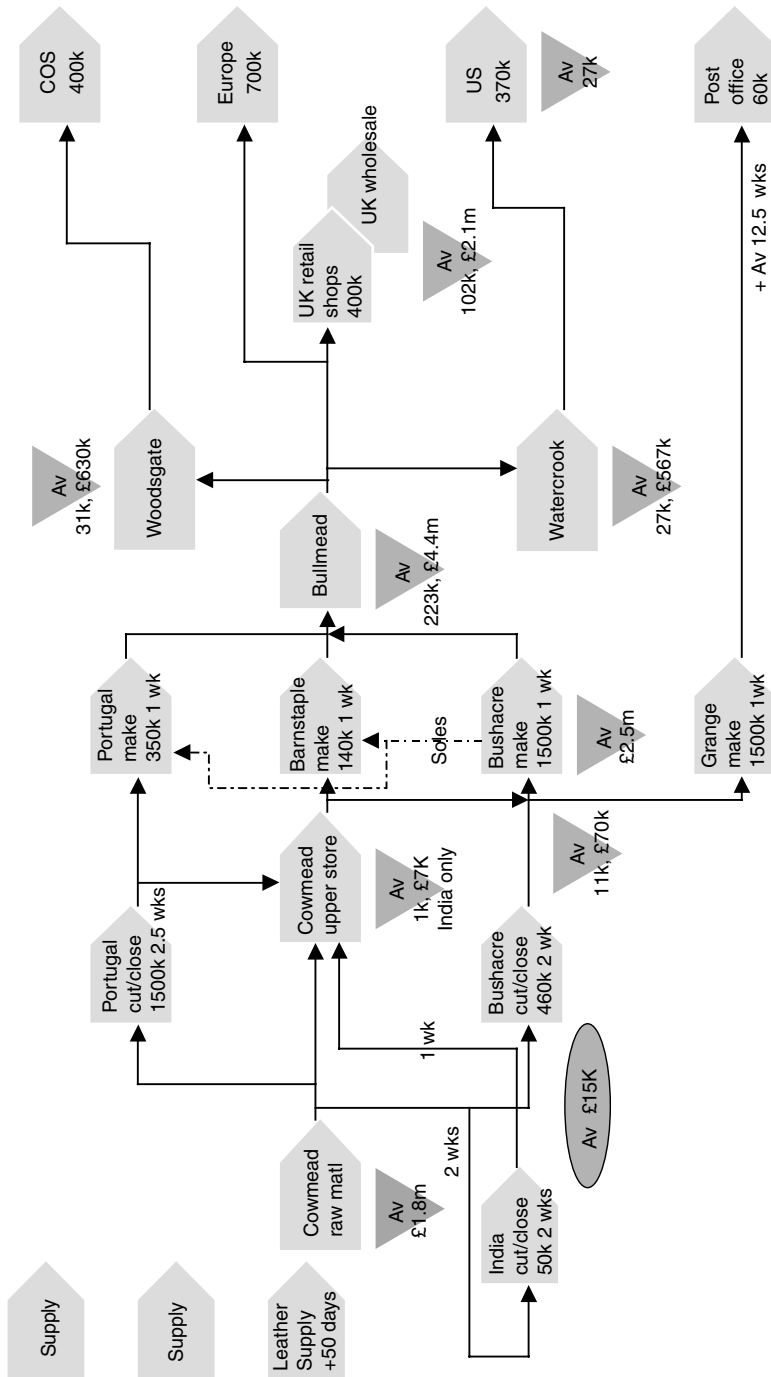 Supply
Supply
Leather
Supply
+50 days
Cowmead
raw matl
Av
£1.8m
India
cut/close
50k 2 wks
2 wks
1 wk
Av £15K
Portugal
cut/close
1500k 2.5 wks
Cowmead
upper store
Av
1k, £7K
India only
Bushacre
cut/close
460k 2 wk
Av
11k, £70k
Portugal
make
350k 1 wk
Barnstaple
make
140k 1 wk
Soles
Bushacre
make
1500k 1 wk
Av
£2.5m
Grange
make
1500k 1wk
Bullmead
Av
223k, £4.4m
Av
31k, £630k
Woodsgate
Watercrook
Av
27k, £567k
UK retail
shops
400k
UK wholesale
Av
102k, £2.1m
COS
400k
Europe
700k
US
370k
Av
27k
+ Av 12.5 wks
Post
office
60k